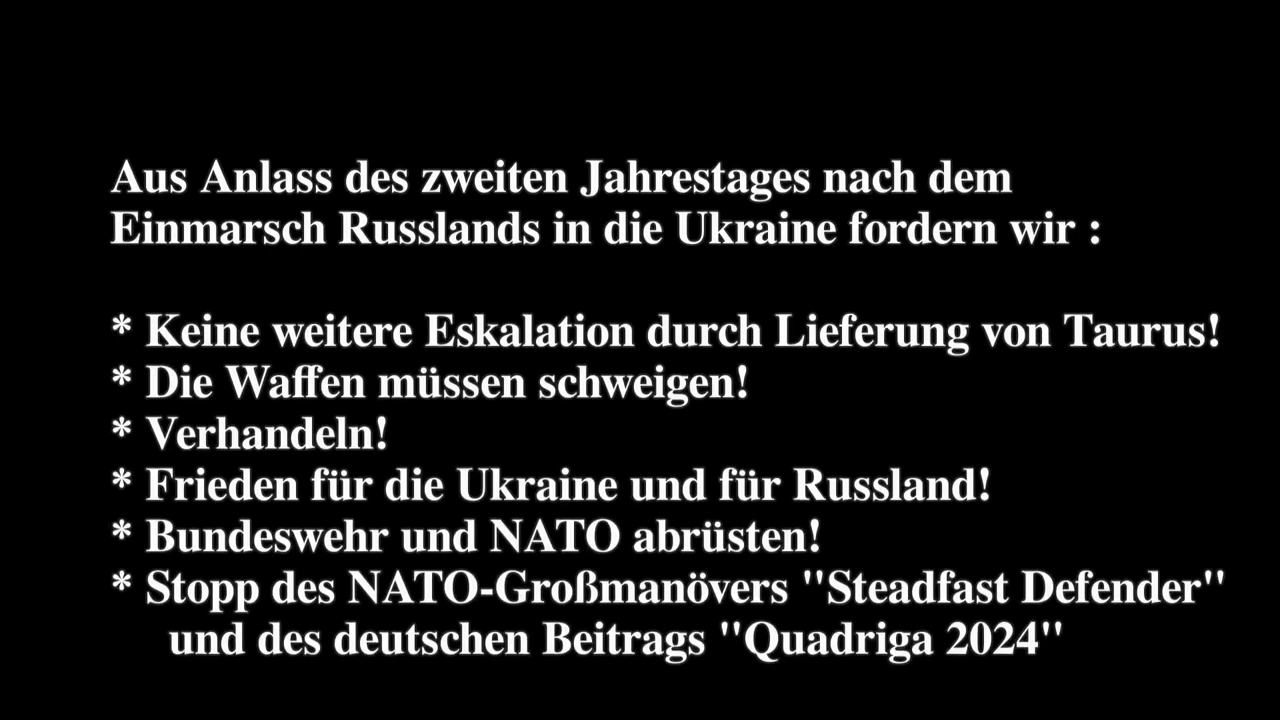 Aus Anlass des zweiten Jahrestages nach dem
Einmarsch Russlands in die Ukraine fordern wir :
* Keine weitere Eskalation durch Lieferung von Taurus!
* Die Waffen müssen schweigen!
* Verhandeln!
* Frieden für die Ukraine und für Russland!
* Bundeswehr und NATO abrüsten!
* Stopp des NATO-Großmanövers "Steadfast Defender"
und des deutschen Beitrags "Quadriga 2024"